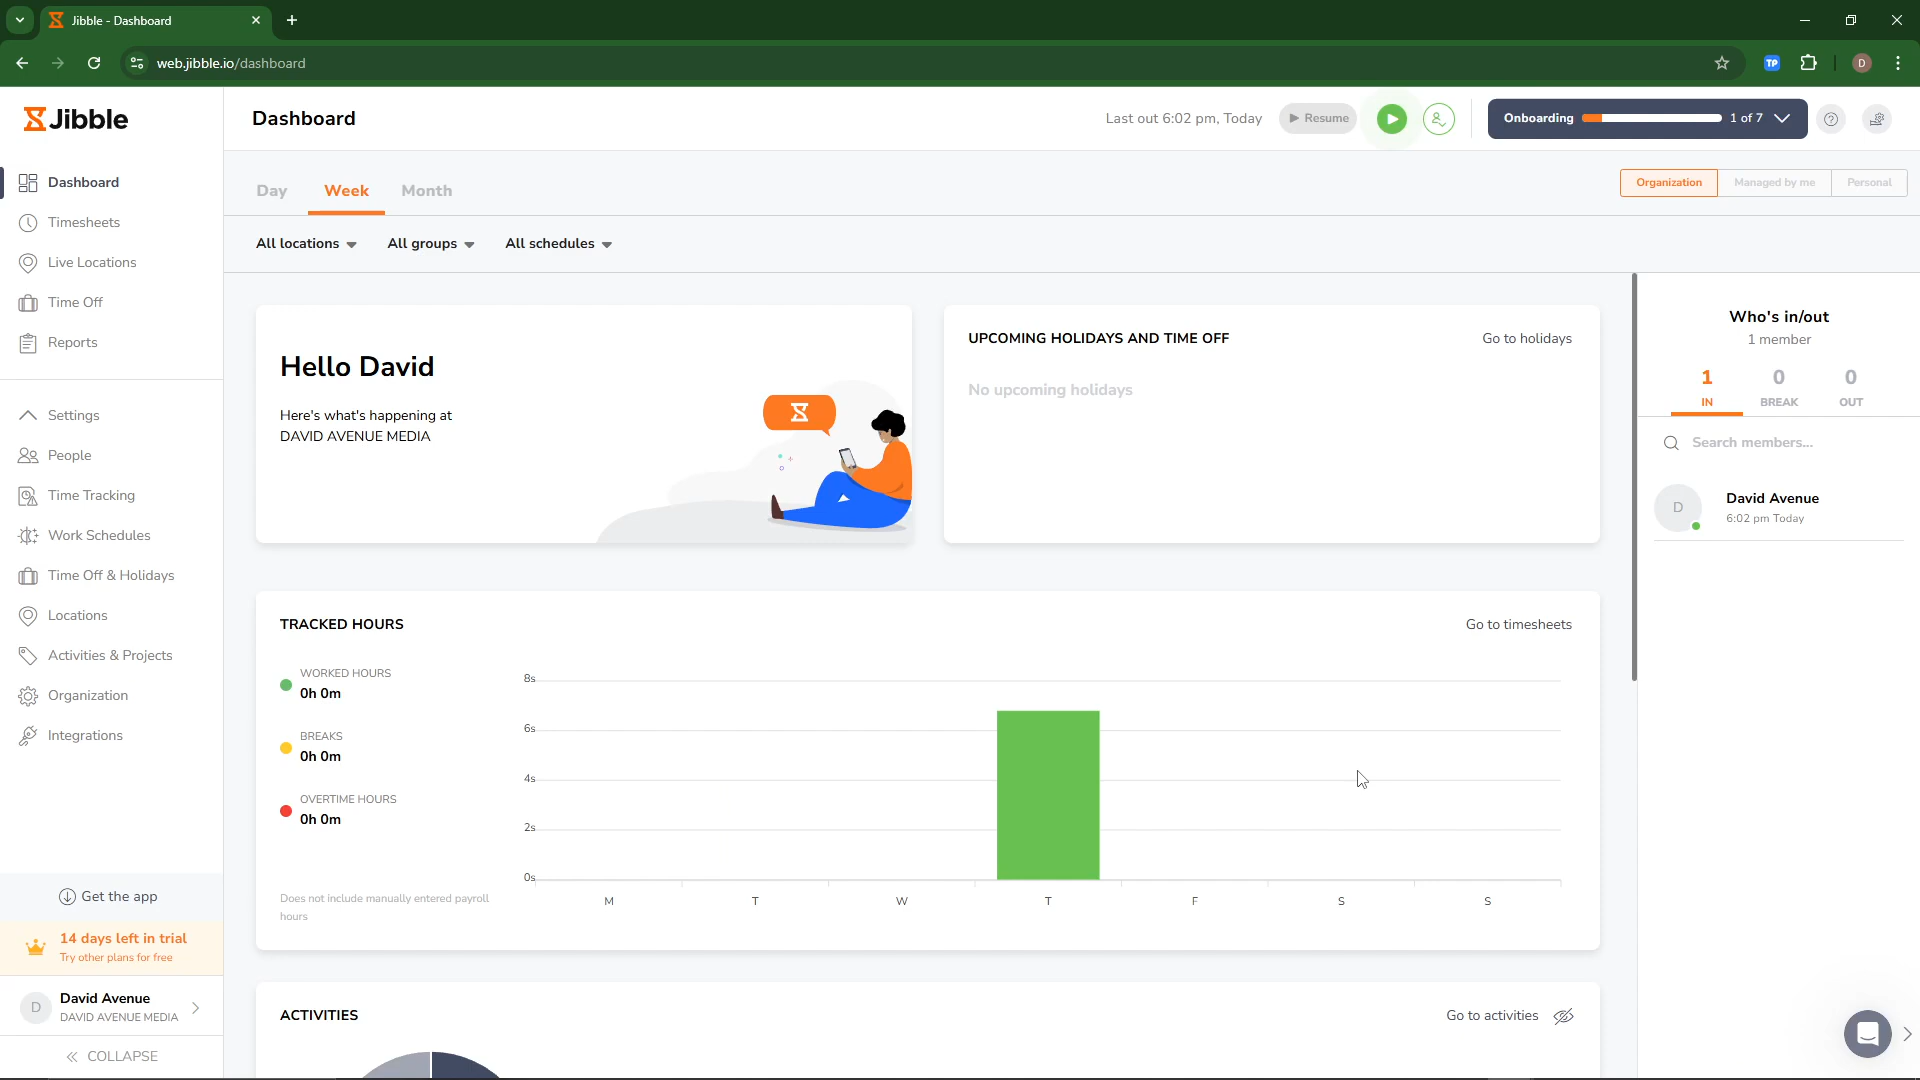 Jibble - Dashboard
web.jibble.io/dashboard
TP
D
Jibble
Dashboard
Timesheets
Live Locations
Time Off
Reports
Settings
People
Time Tracking
Work Schedules
Time Off & Holidays
Locations
Activities & Projects
Organization
Integrations
Get the app
14 days left in trial
Try other plans for free
D
David Avenue
DAVID AVENUE MEDIA
COLLAPSE
Dashboard
Last out 6:02 pm, Today
Resume
Onboarding
1 of 7
Day
Week
Month
Organization
Managed by me
Personal
All locations
All groups
All schedules
Hello David
Here's what's happening at
DAVID AVENUE MEDIA
UPCOMING HOLIDAYS AND TIME OFF
Go to holidays
No upcoming holidays
TRACKED HOURS
Go to timesheets
WORKED HOURS
0h 0m
BREAKS
0h 0m
OVERTIME HOURS
0h 0m
Does not include manually entered payroll
hours
8s
6s
4s
2s
0s
M
T
W
T
F
S
S
ACTIVITIES
Go to activities
Who's in/out
1 member
1
IN
0
BREAK
0
OUT
Search members...
D
David Avenue
6:02 pm Today